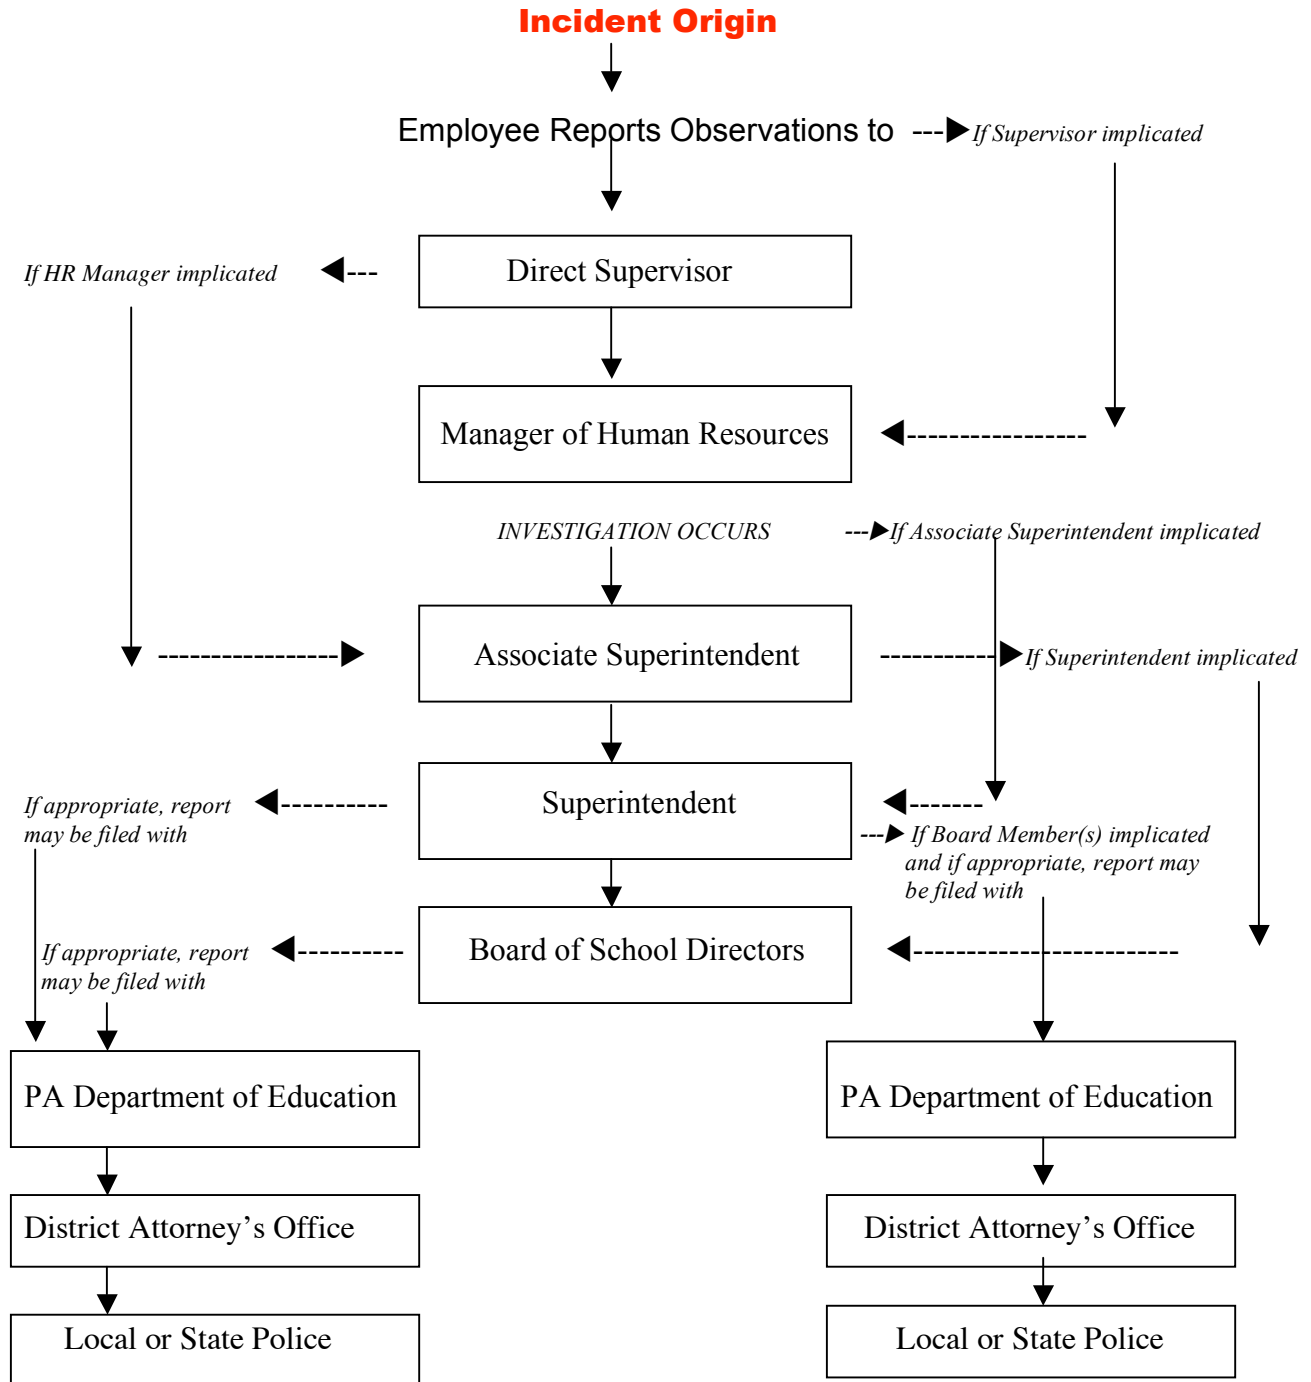 Incident Origin
Employee Reports Observations to
If Supervisor implicated
If HR Manager implicated
Direct Supervisor
Manager of Human Resources
INVESTIGATION OCCURS
If Associate Superintendent implicated
Associate Superintendent
If Superintendent implicated
If appropriate, report
may be filed with
Superintendent
If Board Member(s) implicated
and if appropriate, report may
be filed with
If appropriate, report
may be filed with
Board of School Directors
PA Department of Education
PA Department of Education
District Attorney’s Office
District Attorney’s Office
Local or State Police
Local or State Police